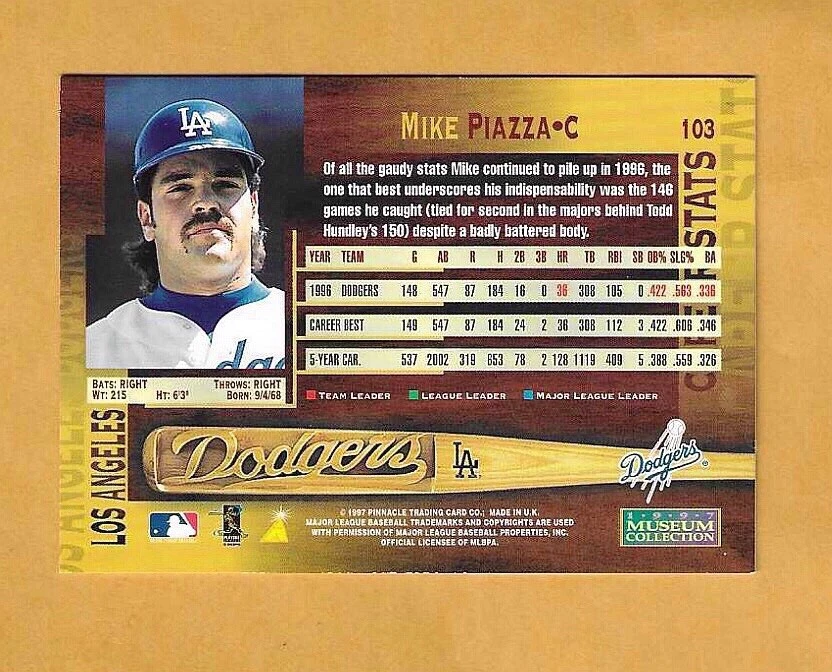 LA
MIKE PIAZZA•C
103
Of all the gaudy stats Mike continued to pile up in 1996, the
one that best underscores his indispensability was the 146
games he caught (tied for second in the majors behind Todd
Hundley's 150) despite a badly battered body.
YEAR TEAM G AB R H 2B 3B HR TB RBI SB OB% SLG% BA
1996 DODGERS 148 547 87 184 16 0 36 308 105 0 .422 .563 .336
CAREER BEST 149 547 87 184 24 2 36 308 112 3 .422 .606 .346
5-YEAR CAR. 537 2002 319 653 78 2 128 1119 409 5 .388 .559 .326
TEAM LEADER LEAGUE LEADER MAJOR LEAGUE LEADER
BATS: RIGHT THROWS: RIGHT
WT: 215 HT: 6'3" BORN: 9/4/68
LOS ANGELES
Dodgers LA
Dodgers
© 1997 PINNACLE TRADING CARD CO.; MADE IN U.K.
MAJOR LEAGUE BASEBALL TRADEMARKS AND COPYRIGHTS ARE USED
WITH PERMISSION OF MAJOR LEAGUE BASEBALL PROPERTIES, INC.
OFFICIAL LICENSEE OF MLBPA.
1997
MUSEUM
COLLECTION